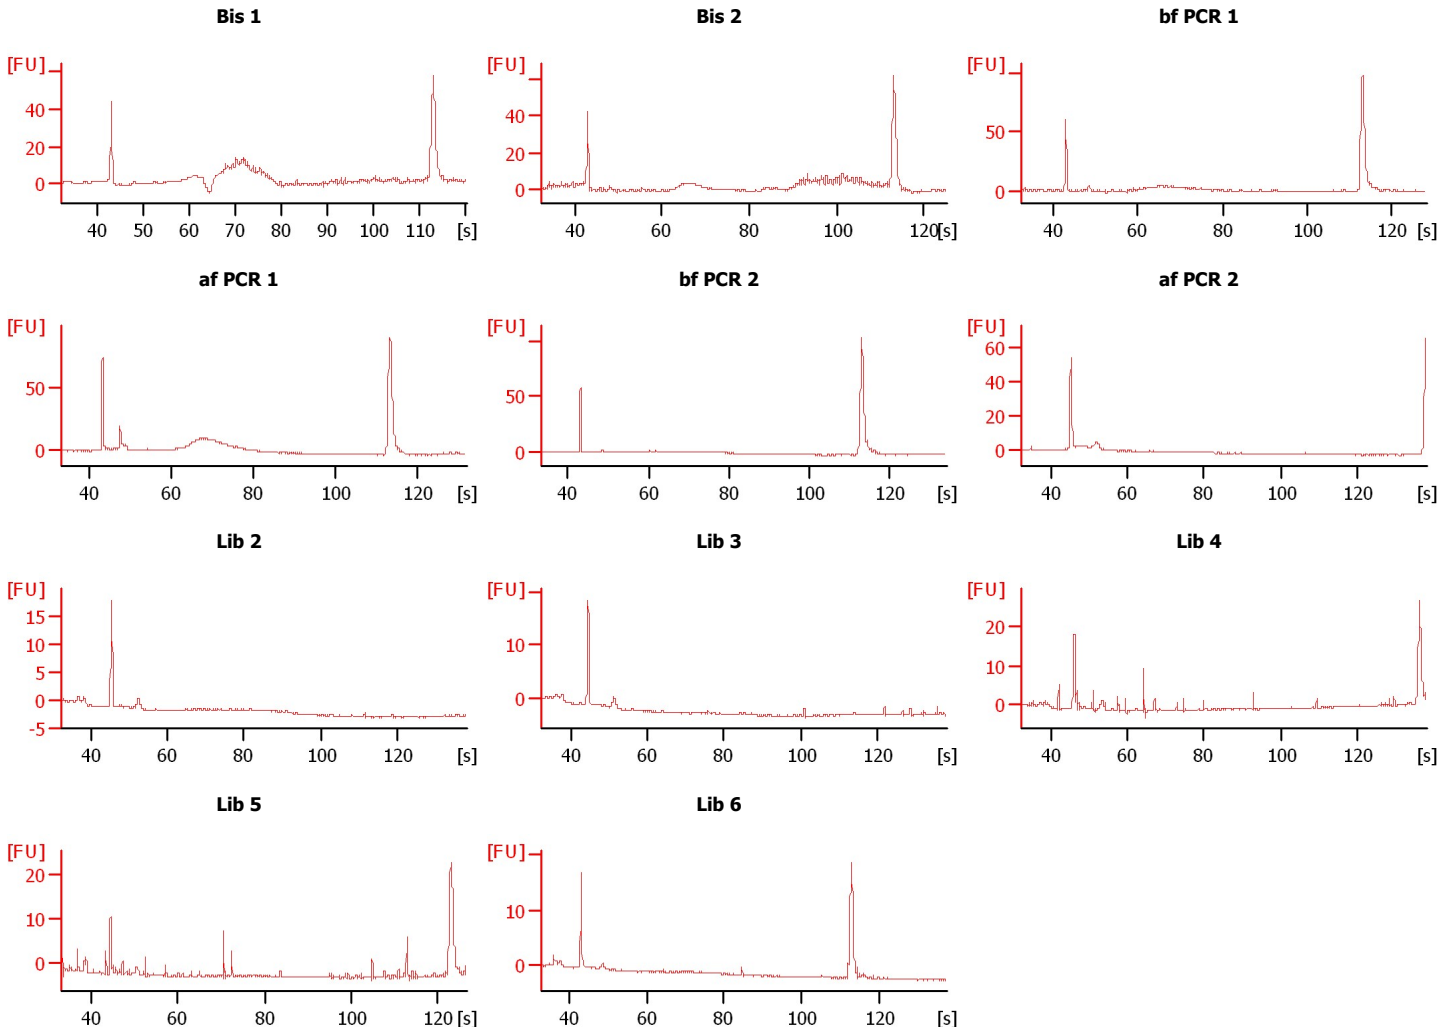 Bis 1 Bis 2 bf PCR 1
[FU] [FU] [FU]
40 20 0
40 20 0
50 0
40 50 60 70 80 90 100 110 [s]
40 60 80 100 120 [s]
40 60 80 100 120 [s]
af PCR 1 bf PCR 2 af PCR 2
[FU] [FU] [FU]
50 0
50 0
60 40 20 0
40 60 80 100 120 [s]
40 60 80 100 120 [s]
40 60 80 100 120 [s]
Lib 2 Lib 3 Lib 4
[FU] [FU] [FU]
15 10 5 0 -5
10 0
20 10 0
40 60 80 100 120 [s]
40 60 80 100 120 [s]
40 60 80 100 120 [s]
Lib 5 Lib 6
[FU] [FU]
20 10 0
10 0
40 60 80 100 120 [s]
40 60 80 100 120 [s]